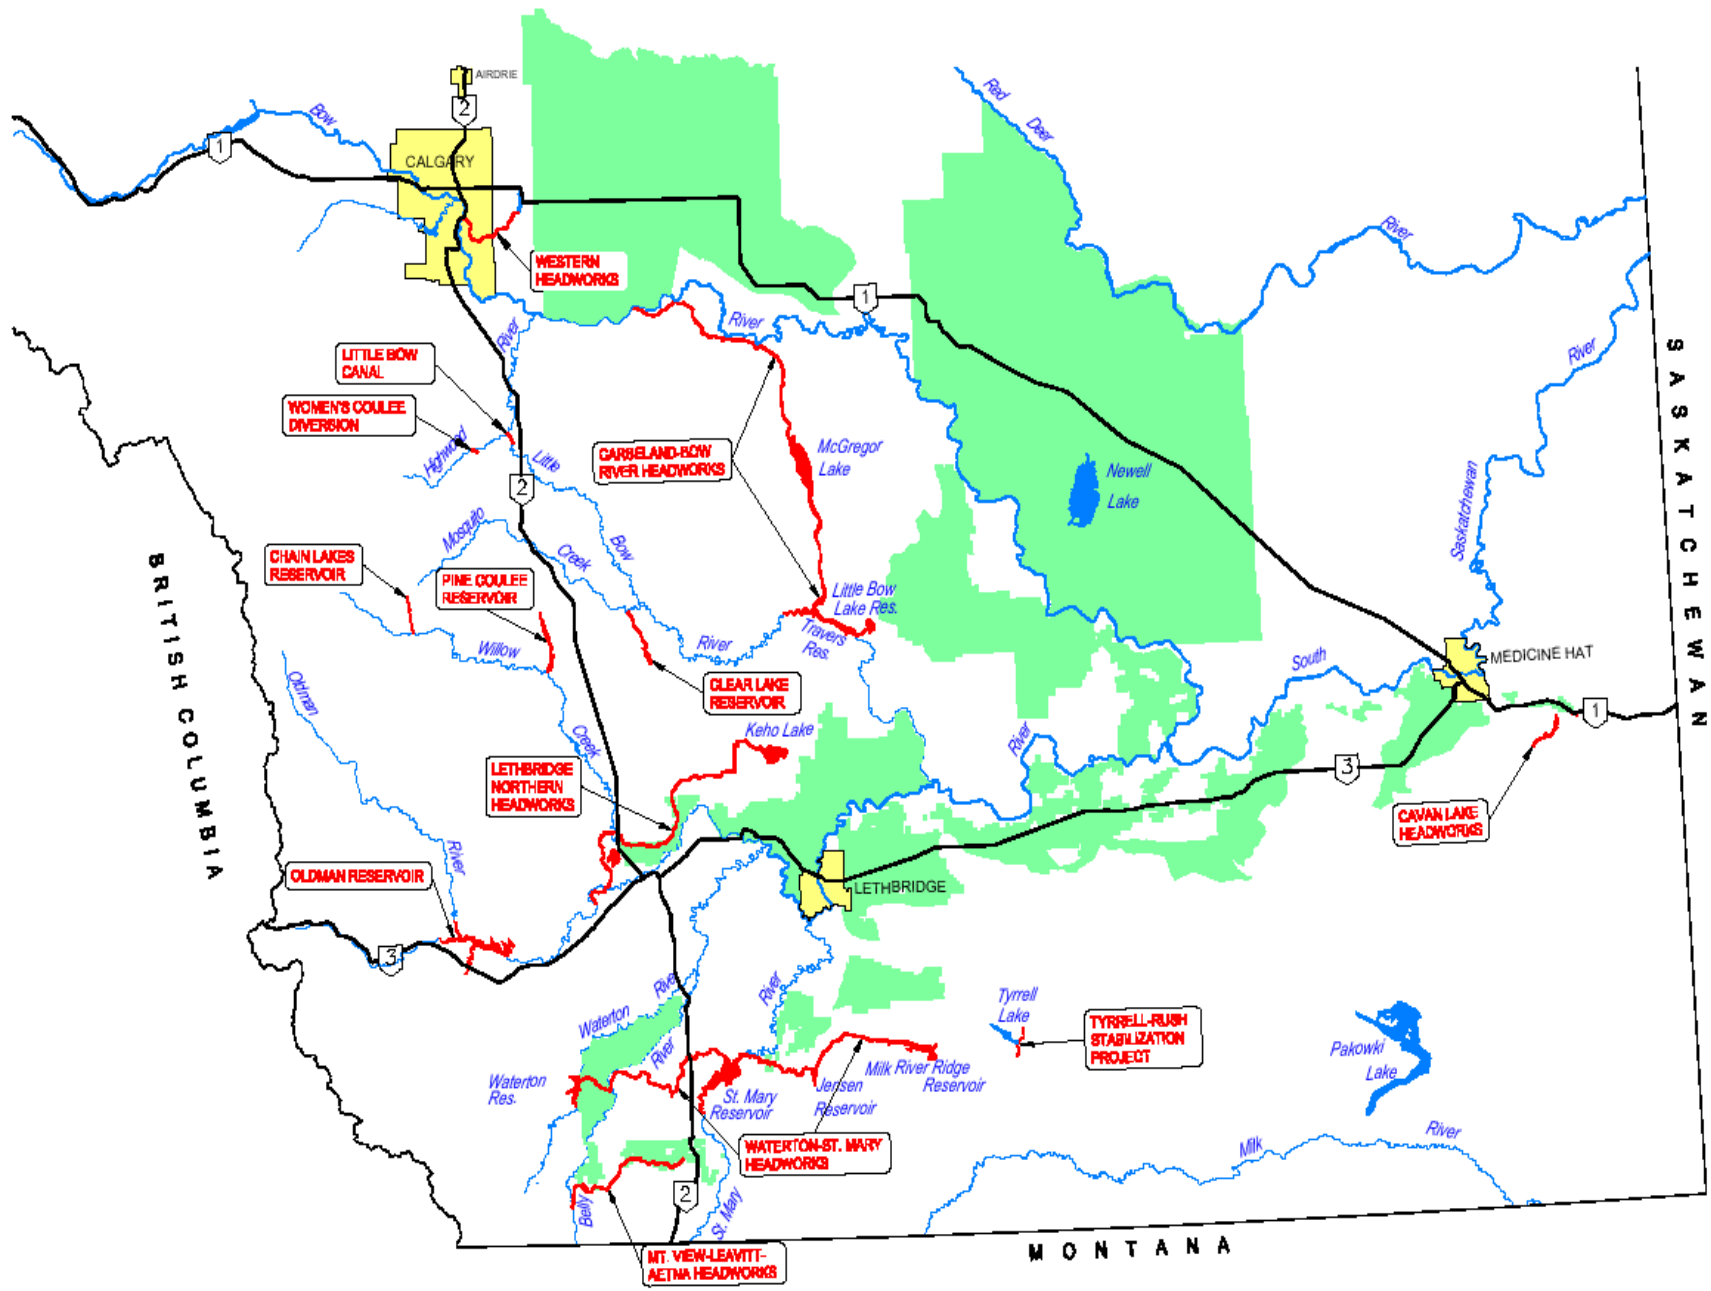 AIRDRIE
2
Bow
1
CALGARY
Red
Deer
River
WESTERN
HEADWORKS
River
1
River
LITTLE BOW
CANAL
WOMEN'S COULEE
DIVERSION
Highwood
Little
2
CARSELAND-BOW
RIVER HEADWORKS
McGregor
Lake
Newell
Lake
River
Saskatchewan
SASKATCHEWAN
Mosquito
Creek
Bow
CHAIN LAKES
RESERVOIR
PINE COULEE
RESERVOIR
Little Bow
Lake Res.
Travers
Res.
River
Willow
BRITISH COLUMBIA
Oldman
CLEAR LAKE
RESERVOIR
Keho Lake
South
MEDICINE HAT
1
River
Creek
LETHBRIDGE
NORTHERN
HEADWORKS
3
CAVAN LAKE
HEADWORKS
River
OLDMAN RESERVOIR
LETHBRIDGE
3
River
River
Waterton
River
Tyrrell
Lake
TYRRELL-RUSH
STABILIZATION
PROJECT
Pakowki
Lake
Waterton
Res.
St. Mary
Reservoir
Jensen
Reservoir
Milk River Ridge
Reservoir
WATERTON-ST. MARY
HEADWORKS
Milk
River
2
Belly
St. Mary
MT. VIEW-LEAVITT-
AETNA HEADWORKS
MONTANA